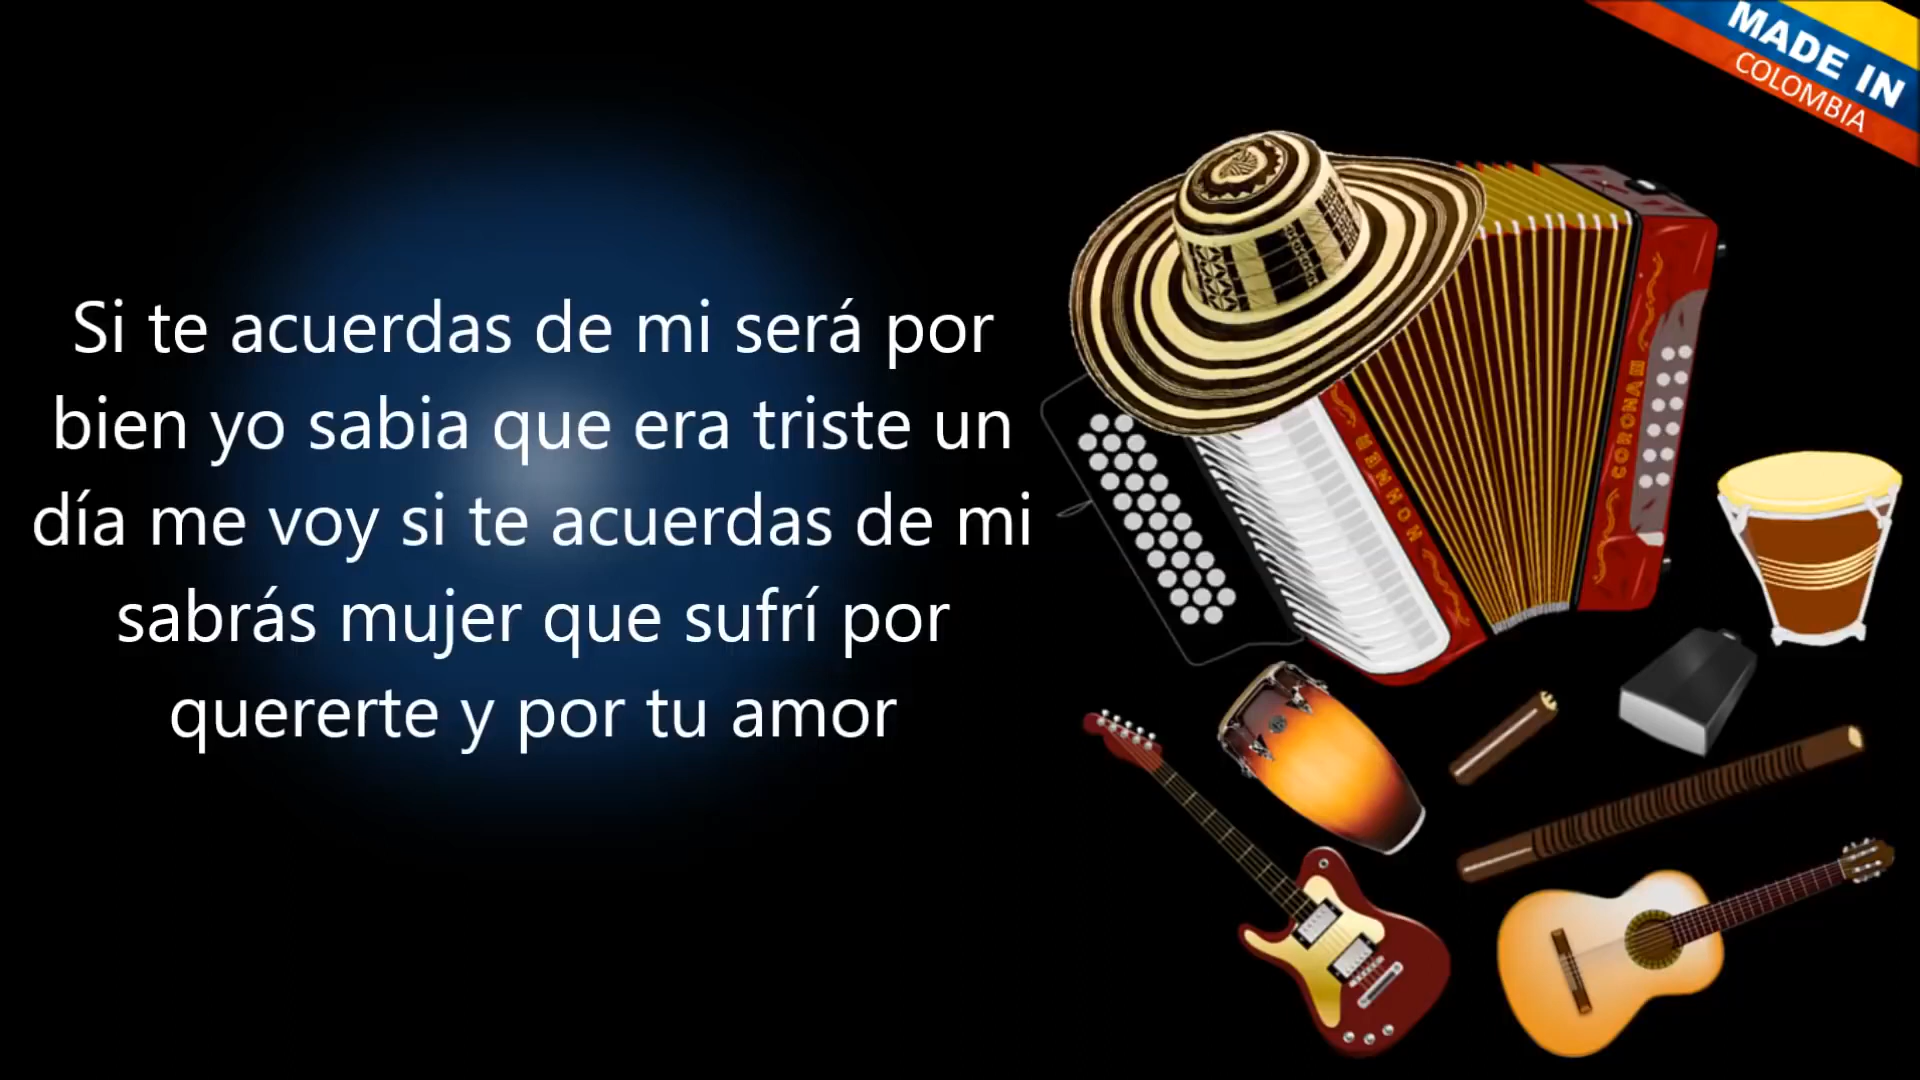 MADE IN
COLOMBIA
Si te acuerdas de mi será por
bien yo sabia que era triste un
día me voy si te acuerdas de mi
sabrás mujer que sufrí por
quererte y por tu amor
CORONA III